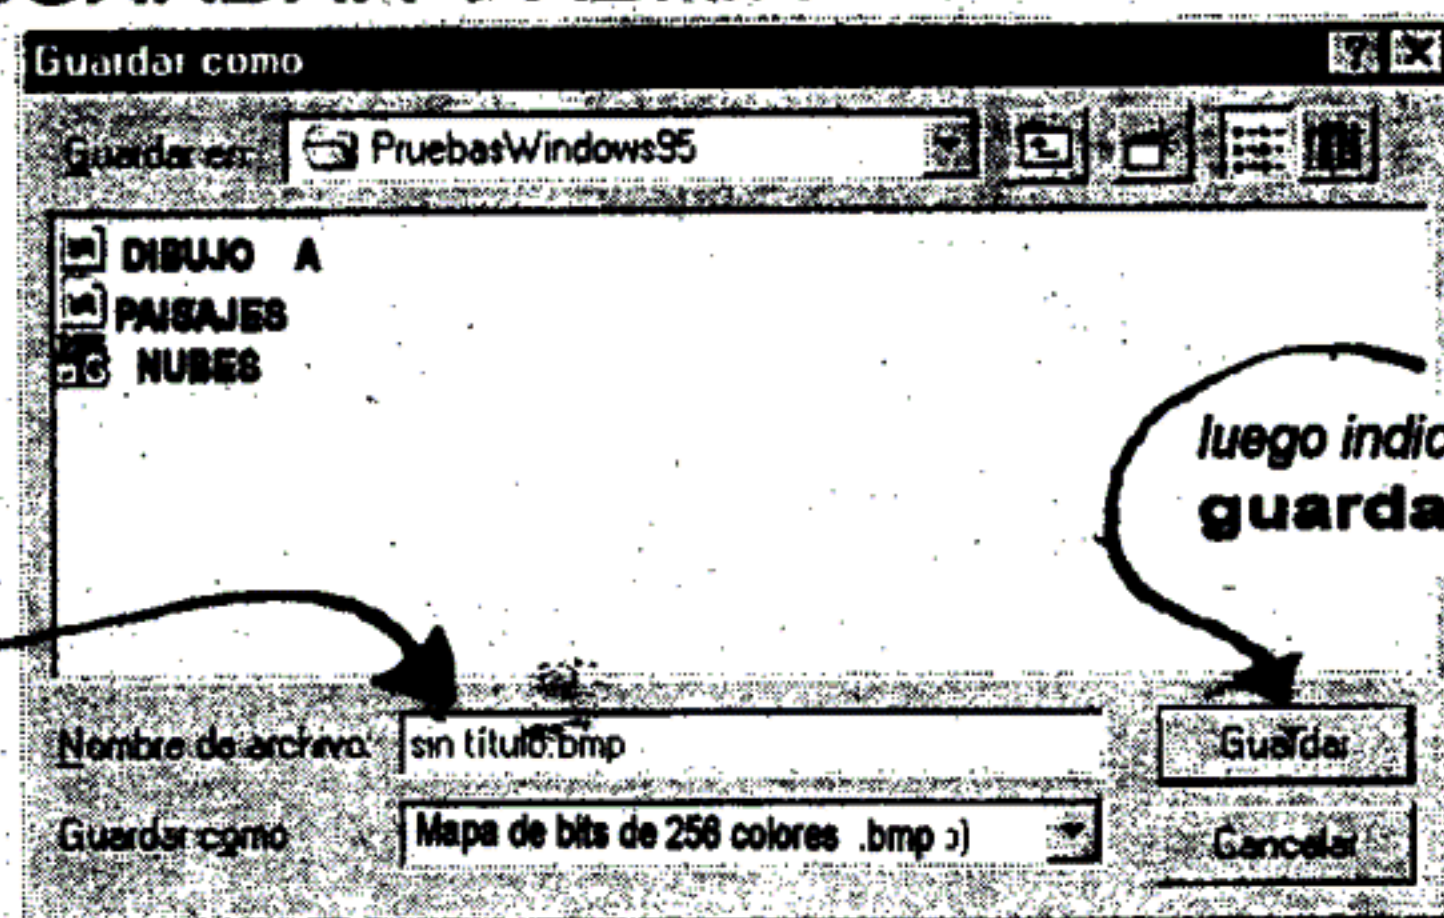 Guardar como
Guardar en: PruebasWindows95
DIBUJO A
PAISAJES
NUBES
luego indic
guarda
Nombre de archivo: sin título.bmp Guardar
Guardar como Mapa de bits de 256 colores .bmp Cancelar